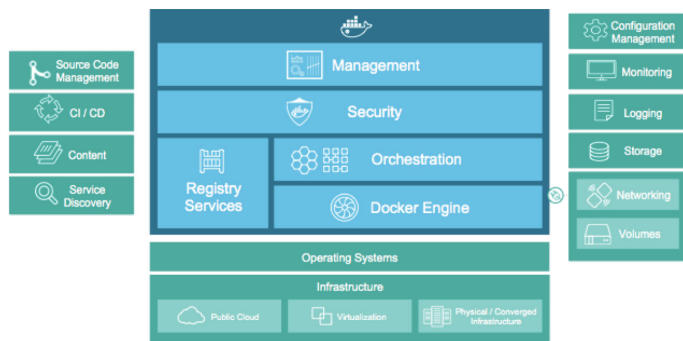 Source Code
Management
CI / CD
Content
Service
Discovery
Management
Security
Registry
Services
Orchestration
Docker Engine
Operating Systems
Infrastructure
Public Cloud
Virtualization
Physical / Converged
Infrastructure
Configuration
Management
Monitoring
Logging
Storage
Networking
Volumes